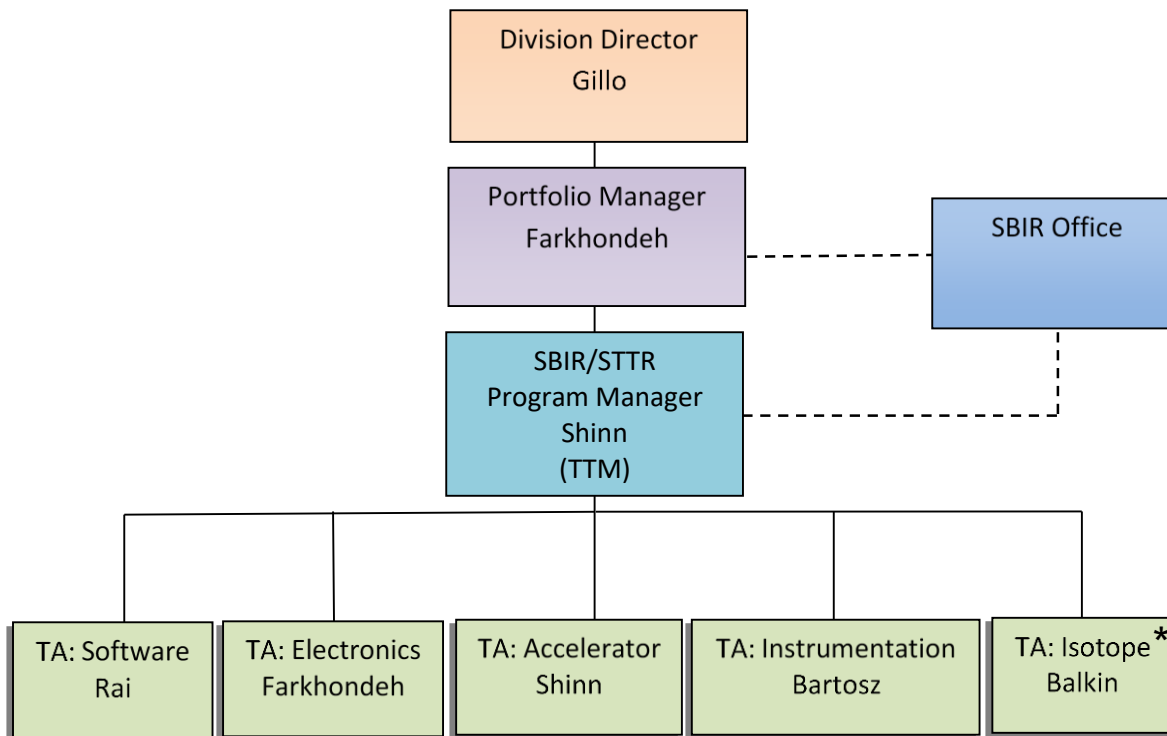 Division Director
Gillo
Portfolio Manager
Farkhondeh
SBIR Office
SBIR/STTR
Program Manager
Shinn
(TTM)
TA: Software
Rai
TA: Electronics
Farkhondeh
TA: Accelerator
Shinn
TA: Instrumentation
Bartosz
TA: Isotope*
Balkin